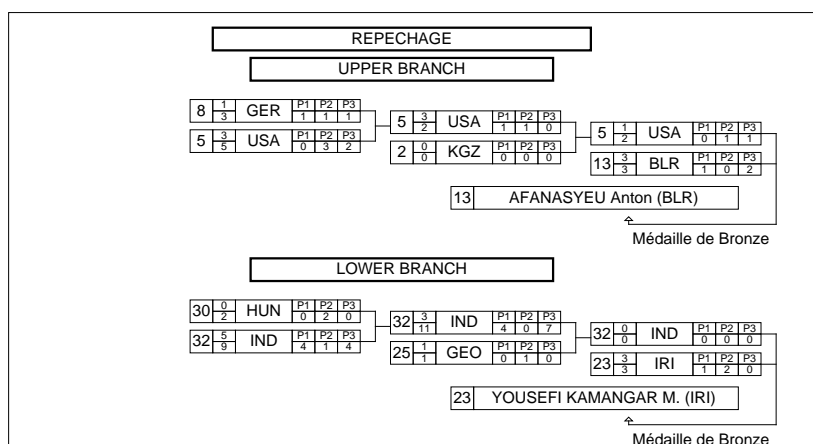 REPECHAGE
UPPER BRANCH
8 1 3 GER P1 P2 P3 1 1 1
5 3 5 USA P1 P2 P3 0 3 2
5 3 2 USA P1 P2 P3 1 1 0
2 0 0 KGZ P1 P2 P3 0 0 0
5 1 2 USA P1 P2 P3 0 1 1
13 3 3 BLR P1 P2 P3 1 0 2
13 AFANASYEU Anton (BLR)
Médaille de Bronze
LOWER BRANCH
30 0 2 HUN P1 P2 P3 0 2 0
32 5 9 IND P1 P2 P3 4 1 4
32 3 11 IND P1 P2 P3 4 0 7
25 1 1 GEO P1 P2 P3 0 1 0
32 0 0 IND P1 P2 P3 0 0 0
23 3 3 IRI P1 P2 P3 1 2 0
23 YOUSEFI KAMANGAR M. (IRI)
Médaille de Bronze